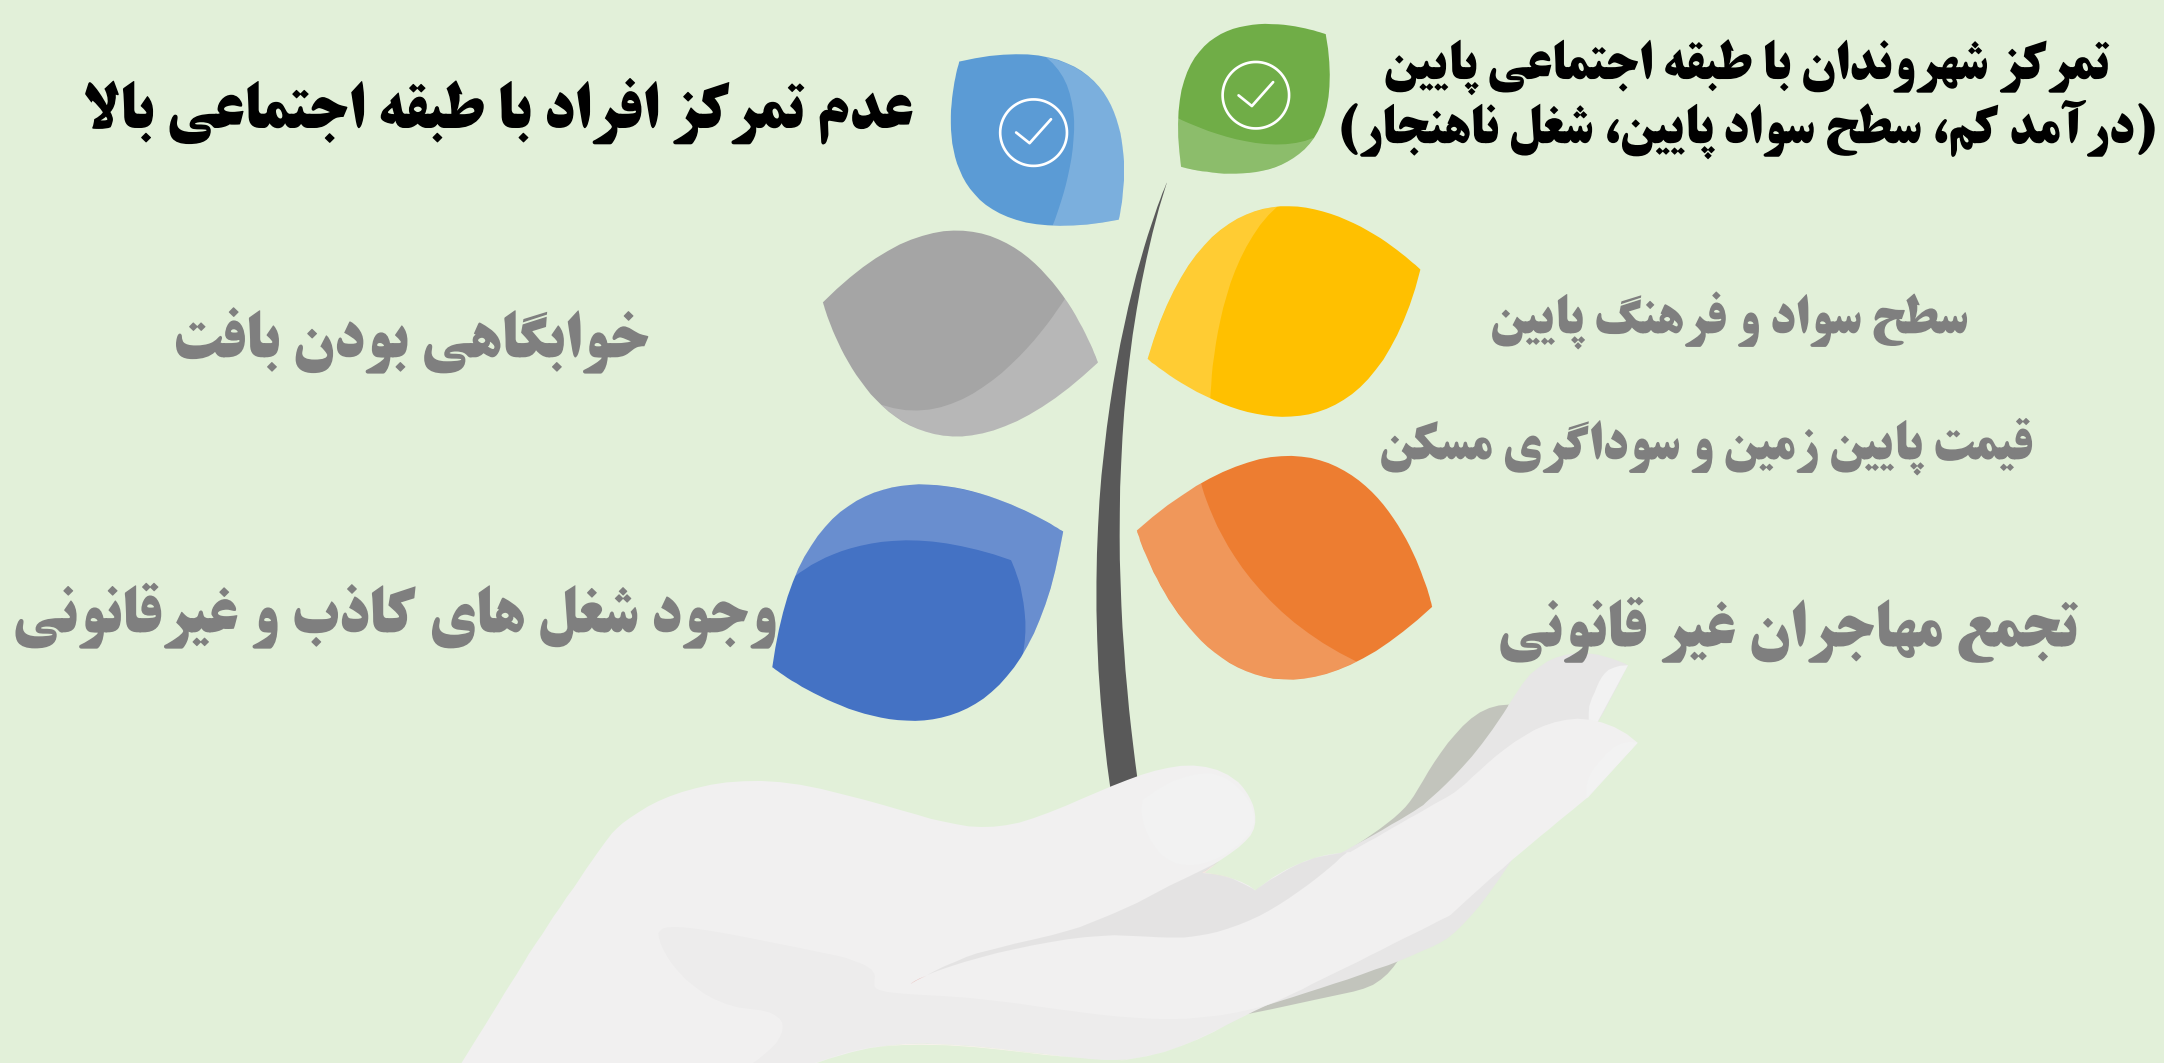 تمرکز شهروندان با طبقه اجتماعی پایین
(درآمد کم، سطح سواد پایین، شغل ناهنجار)
عدم تمرکز افراد با طبقه اجتماعی بالا
سطح سواد و فرهنگ پایین
خوابگاهی بودن بافت
قیمت پایین زمین و سوداگری مسکن
تجمع مهاجران غیر قانونی
وجود شغل های کاذب و غیرقانونی